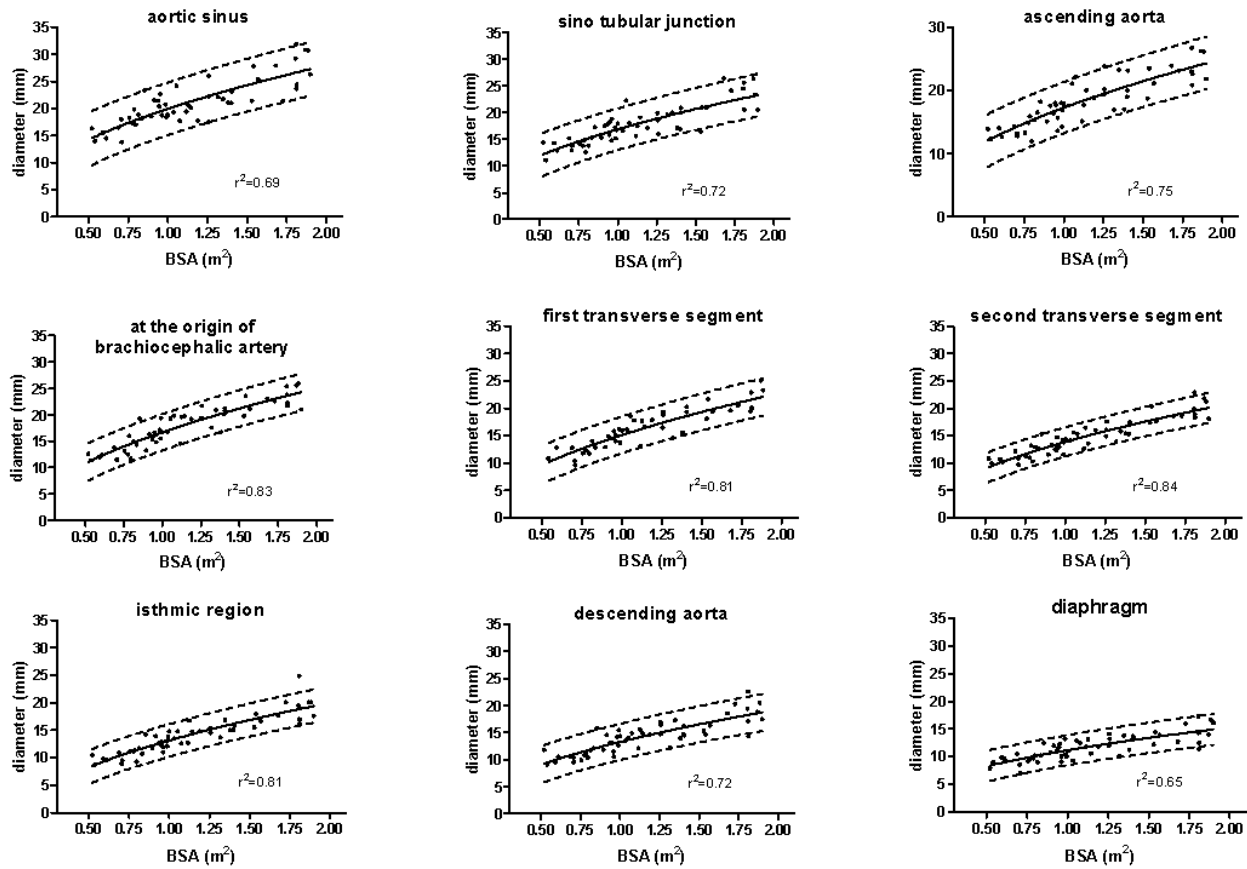 aortic sinus
35
30
25
20
15
10
5
0
diameter (mm)
r²=0.69
0.50 0.75 1.00 1.25 1.50 1.75 2.00
BSA (m²)
sino tubular junction
35
30
25
20
15
10
5
0
diameter (mm)
r²=0.72
0.50 0.75 1.00 1.25 1.50 1.75 2.00
BSA (m²)
ascending aorta
30
20
10
0
diameter (mm)
r²=0.75
0.50 0.75 1.00 1.25 1.50 1.75 2.00
BSA (m²)
at the origin of
brachiocephalic artery
35
30
25
20
15
10
5
0
diameter (mm)
r²=0.83
0.50 0.75 1.00 1.25 1.50 1.75 2.00
BSA (m²)
first transverse segment
35
30
25
20
15
10
5
0
diameter (mm)
r²=0.81
0.50 0.75 1.00 1.25 1.50 1.75 2.00
BSA (m²)
second transverse segment
35
30
25
20
15
10
5
0
diameter (mm)
r²=0.84
0.50 0.75 1.00 1.25 1.50 1.75 2.00
BSA (m²)
isthmic region
35
30
25
20
15
10
5
0
diameter (mm)
r²=0.81
0.50 0.75 1.00 1.25 1.50 1.75 2.00
BSA (m²)
descending aorta
35
30
25
20
15
10
5
0
diameter (mm)
r²=0.72
0.50 0.75 1.00 1.25 1.50 1.75 2.00
BSA (m²)
diaphragm
35
30
25
20
15
10
5
0
diameter (mm)
r²=0.65
0.50 0.75 1.00 1.25 1.50 1.75 2.00
BSA (m²)